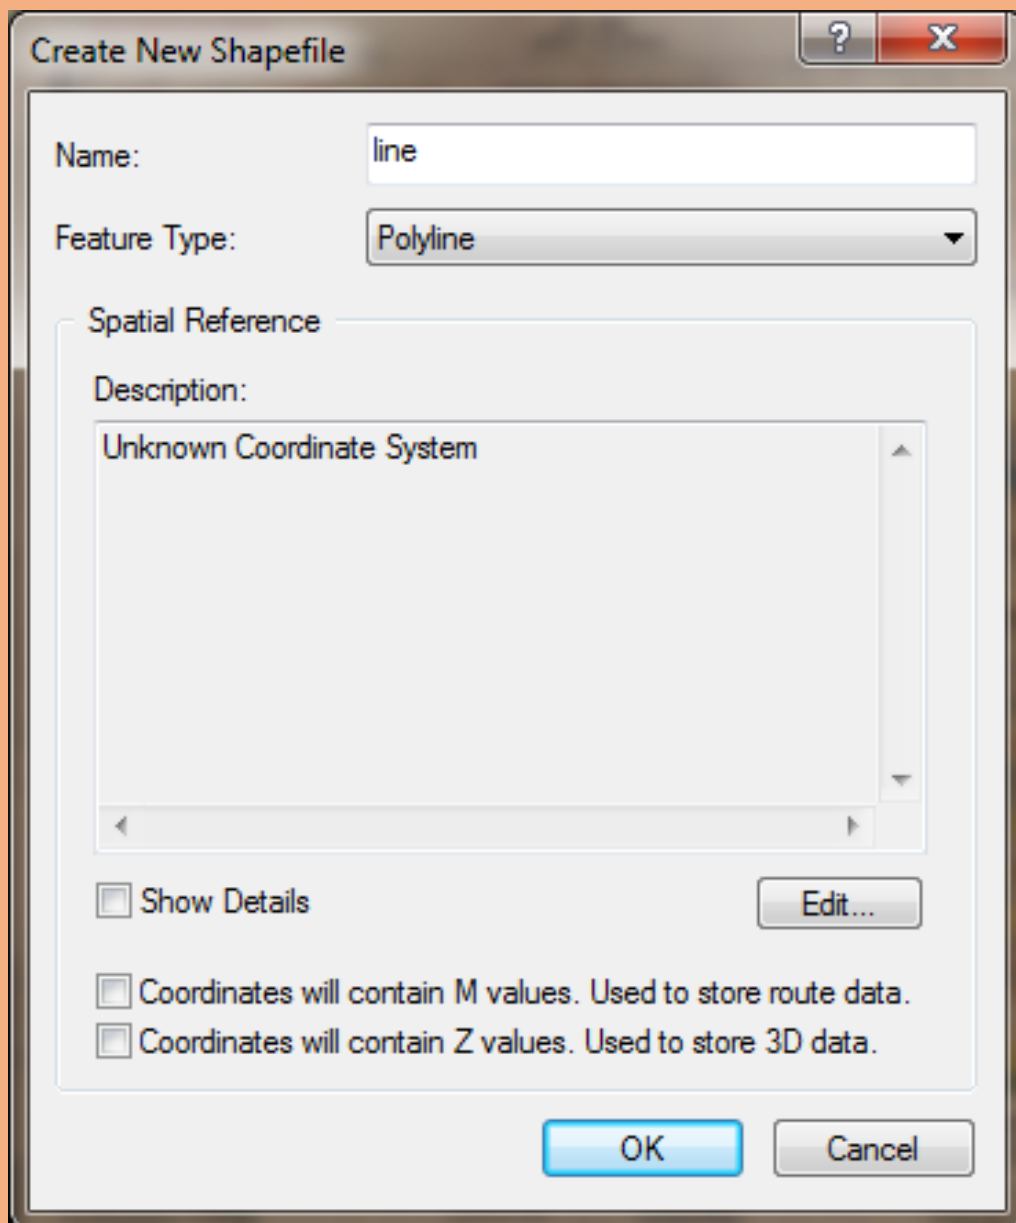 Create New Shapefile
?
X
Name:
line
Feature Type:
Polyline
Spatial Reference
Description:
Unknown Coordinate System
Show Details
Edit...
Coordinates will contain M values. Used to store route data.
Coordinates will contain Z values. Used to store 3D data.
OK
Cancel